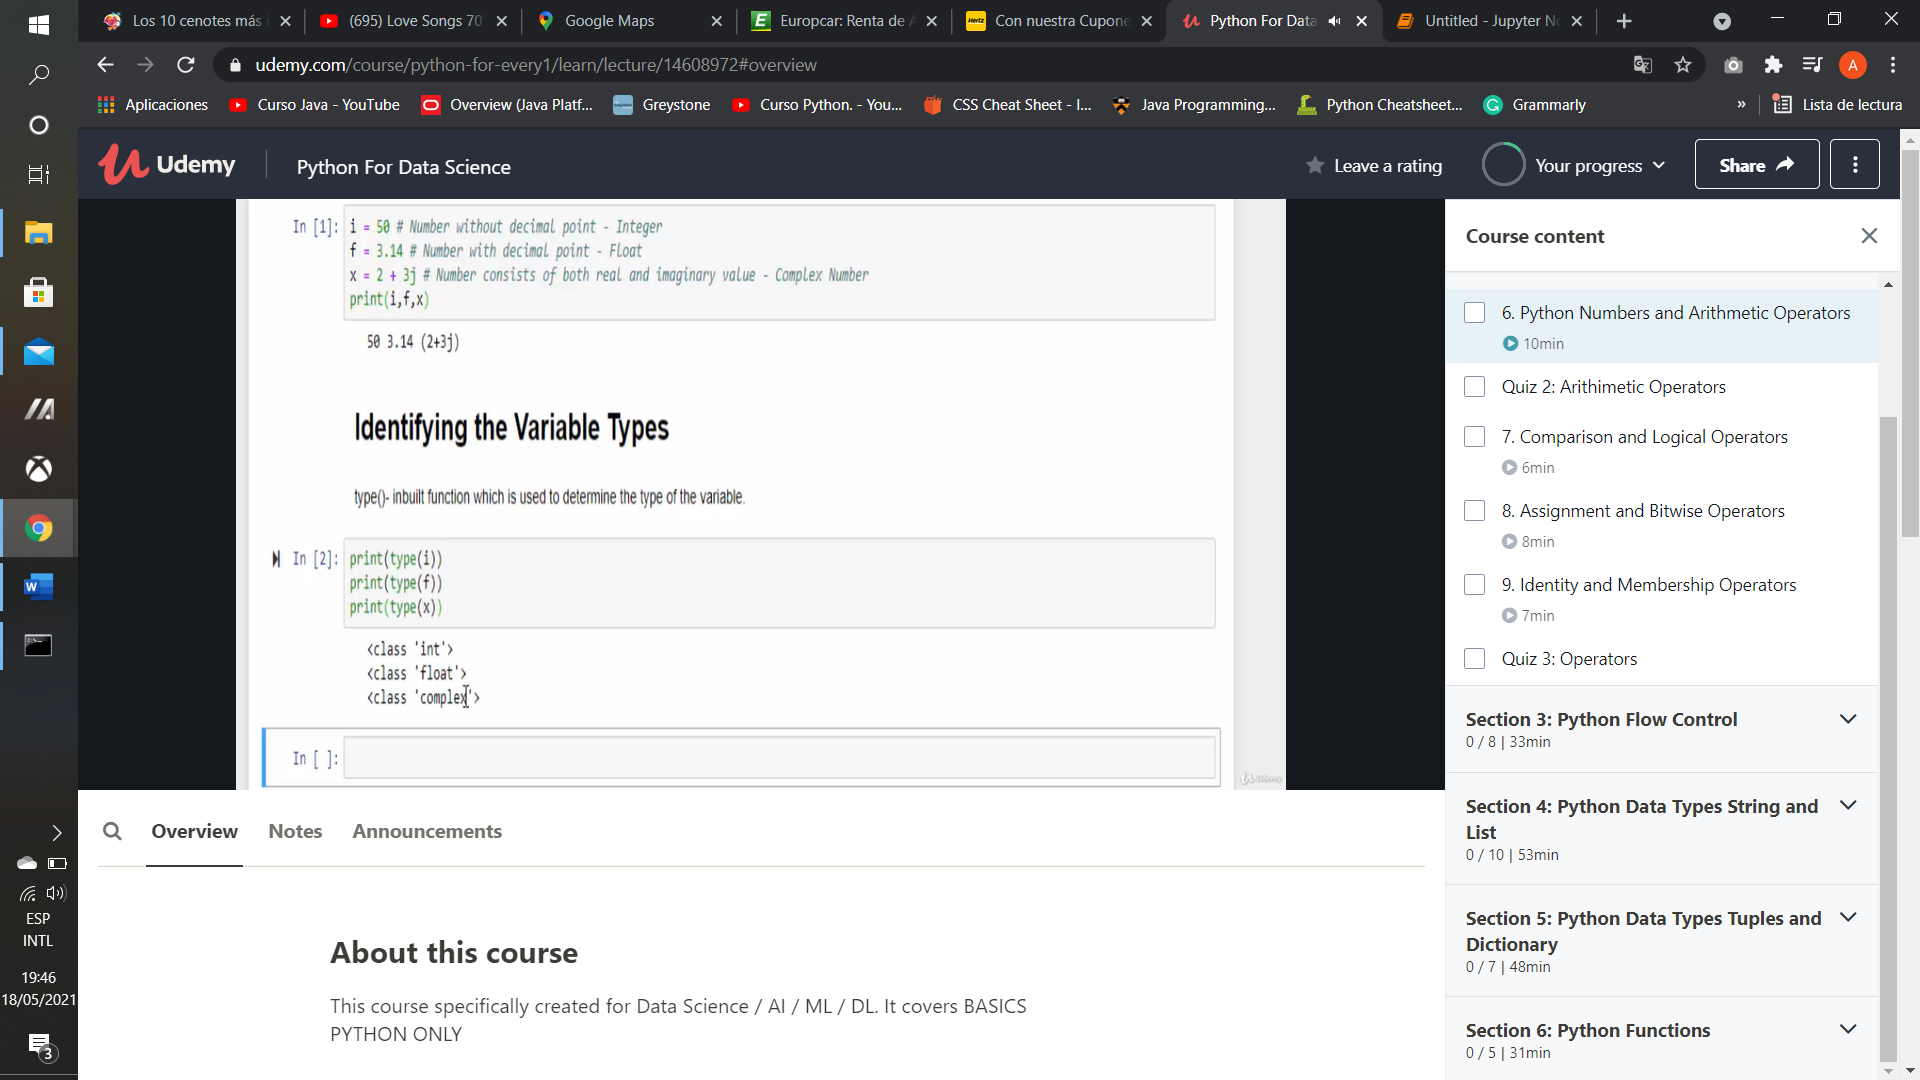 Los 10 cenotes más
(695) Love Songs 70
Google Maps
Europcar: Renta de A
Hertz
Con nuestra Cupone
Python For Data
Untitled - Jupyter No
udemy.com/course/python-for-every1/learn/lecture/14608972#overview
A
Aplicaciones
Curso Java - YouTube
Overview (Java Platf...
Greystone
Curso Python. - You...
CSS Cheat Sheet - l...
Java Programming...
Python Cheatsheet...
Grammarly
»
Lista de lectura
Udemy
Python For Data Science
Leave a rating
Your progress
Share
In [1]: i = 50 # Number without decimal point - Integer
f = 3.14 # Number with decimal point - Float
x = 2 + 3j # Number consists of both real and imaginary value - Complex Number
print(i,f,x)
50 3.14 (2+3j)
Identifying the Variable Types
type()- inbuilt function which is used to determine the type of the variable.
In [2]: print(type(i))
print(type(f))
print(type(x))
<class 'int'>
<class 'float'>
<class 'complex'>
In [ ]:
Udemy
Course content
6. Python Numbers and Arithmetic Operators
10min
Quiz 2: Arithimetic Operators
7. Comparison and Logical Operators
6min
8. Assignment and Bitwise Operators
8min
9. Identity and Membership Operators
7min
Quiz 3: Operators
Section 3: Python Flow Control
0 / 8 | 33min
Section 4: Python Data Types String and
List
0 / 10 | 53min
Section 5: Python Data Types Tuples and
Dictionary
0 / 7 | 48min
Section 6: Python Functions
0 / 5 | 31min
Overview
Notes
Announcements
About this course
This course specifically created for Data Science / AI / ML / DL. It covers BASICS
PYTHON ONLY
W
ESP
INTL
19:46
18/05/2021
3